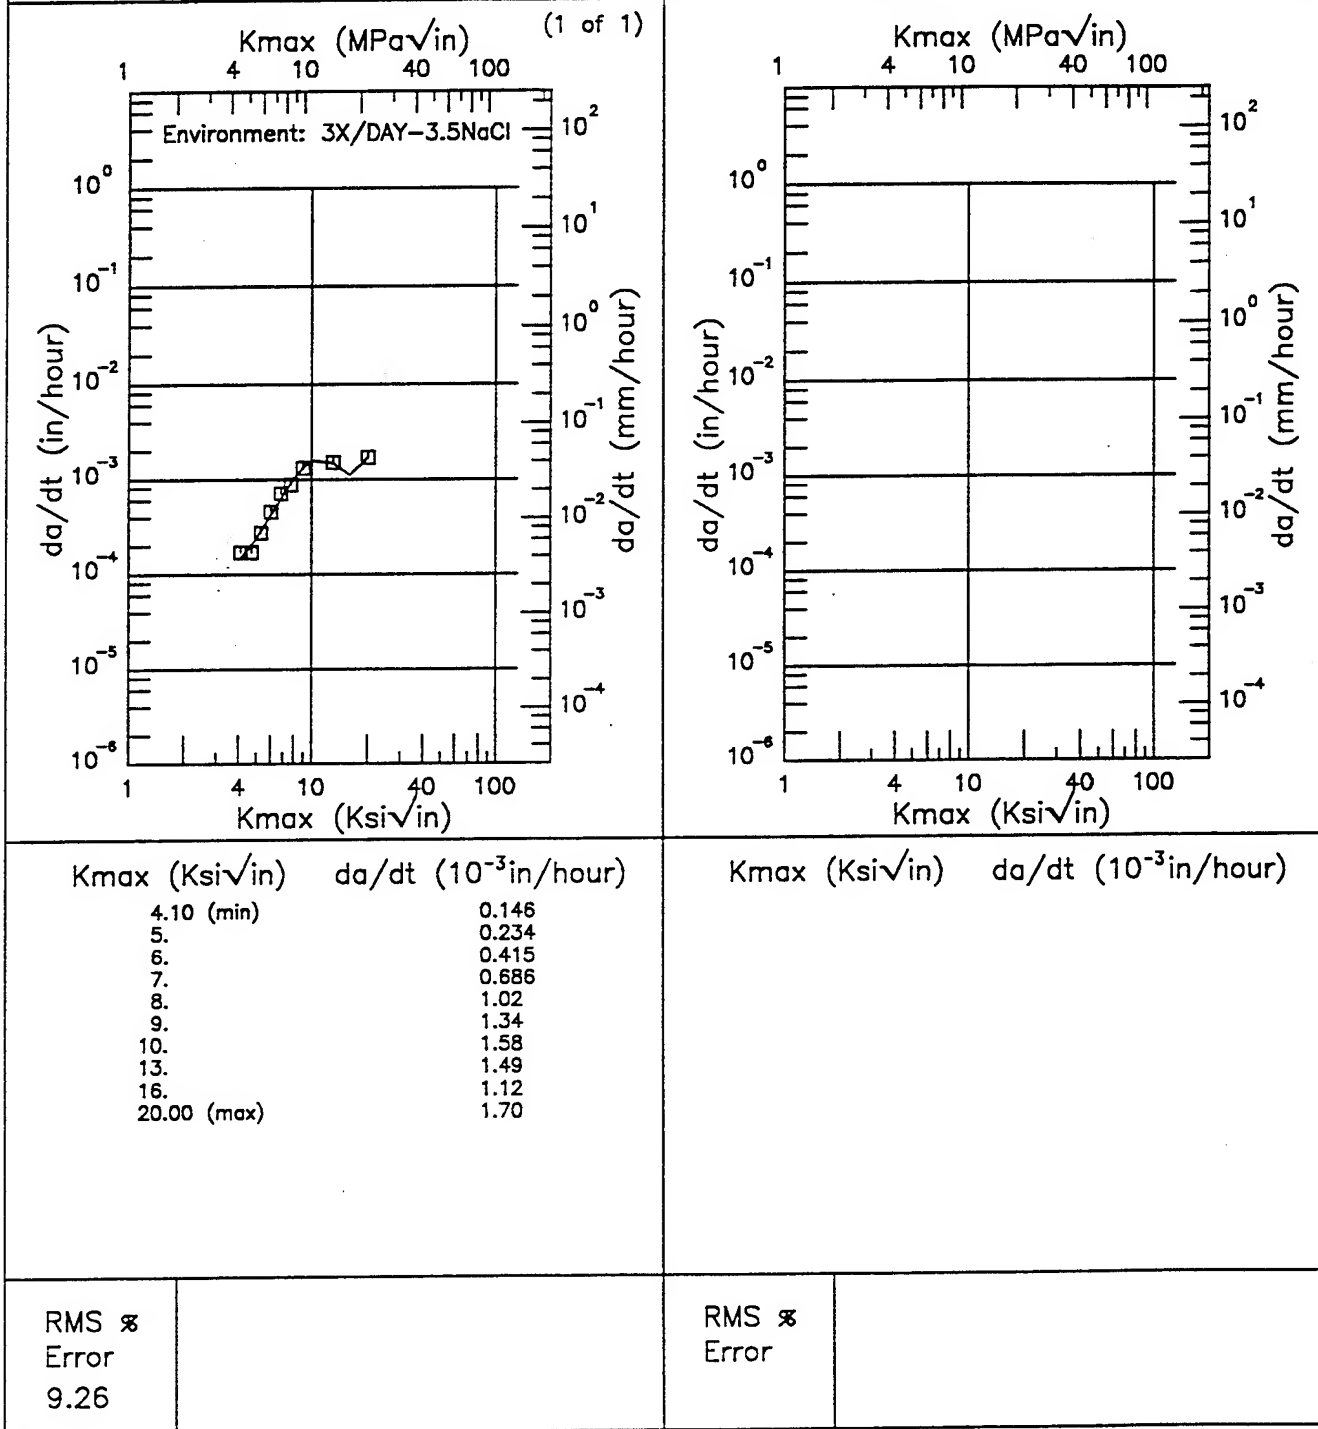 (1 of 1)
Kmax (MPa√in)
1 4 10 40 100
Environment: 3X/DAY-3.5NaCl
10⁰
10⁻¹
10⁻²
10⁻³
10⁻⁴
10⁻⁵
10⁻⁶
da/dt (in/hour)
10²
10¹
10⁰
10⁻¹
10⁻²
10⁻³
10⁻⁴
da/dt (mm/hour)
1 4 10 40 100
Kmax (Ksi√in)
Kmax (MPa√in)
1 4 10 40 100
10⁰
10⁻¹
10⁻²
10⁻³
10⁻⁴
10⁻⁵
10⁻⁶
da/dt (in/hour)
10²
10¹
10⁰
10⁻¹
10⁻²
10⁻³
10⁻⁴
da/dt (mm/hour)
1 4 10 40 100
Kmax (Ksi√in)
Kmax (Ksi√in) da/dt (10⁻³in/hour)
4.10 (min) 0.146
5. 0.234
6. 0.415
7. 0.686
8. 1.02
9. 1.34
10. 1.58
13. 1.49
16. 1.12
20.00 (max) 1.70
Kmax (Ksi√in) da/dt (10⁻³in/hour)
RMS %
Error
9.26
RMS %
Error